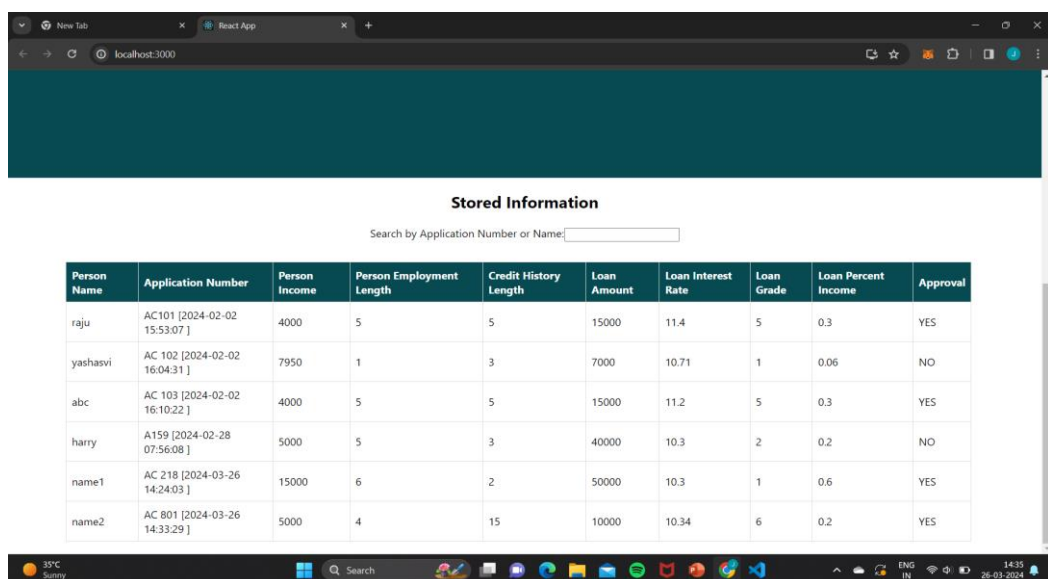 New Tab
React App
localhost:3000
J
Stored Information
Search by Application Number or Name:
Person Name Application Number Person Income Person Employment Length Credit History Length Loan Amount Loan Interest Rate Loan Grade Loan Percent Income Approval
raju AC101 [2024-02-02 15:53:07 ] 4000 5 5 15000 11.4 5 0.3 YES
yashasvi AC 102 [2024-02-02 16:04:31 ] 7950 1 3 7000 10.71 1 0.06 NO
abc AC 103 [2024-02-02 16:10:22 ] 4000 5 5 15000 11.2 5 0.3 YES
harry A159 [2024-02-28 07:56:08 ] 5000 5 3 40000 10.3 2 0.2 NO
name1 AC 218 [2024-03-26 14:24:03 ] 15000 6 2 50000 10.3 1 0.6 YES
name2 AC 801 [2024-03-26 14:33:29 ] 5000 4 15 10000 10.34 6 0.2 YES
35°C
Sunny
Search
ENG
IN
14:35
26-03-2024